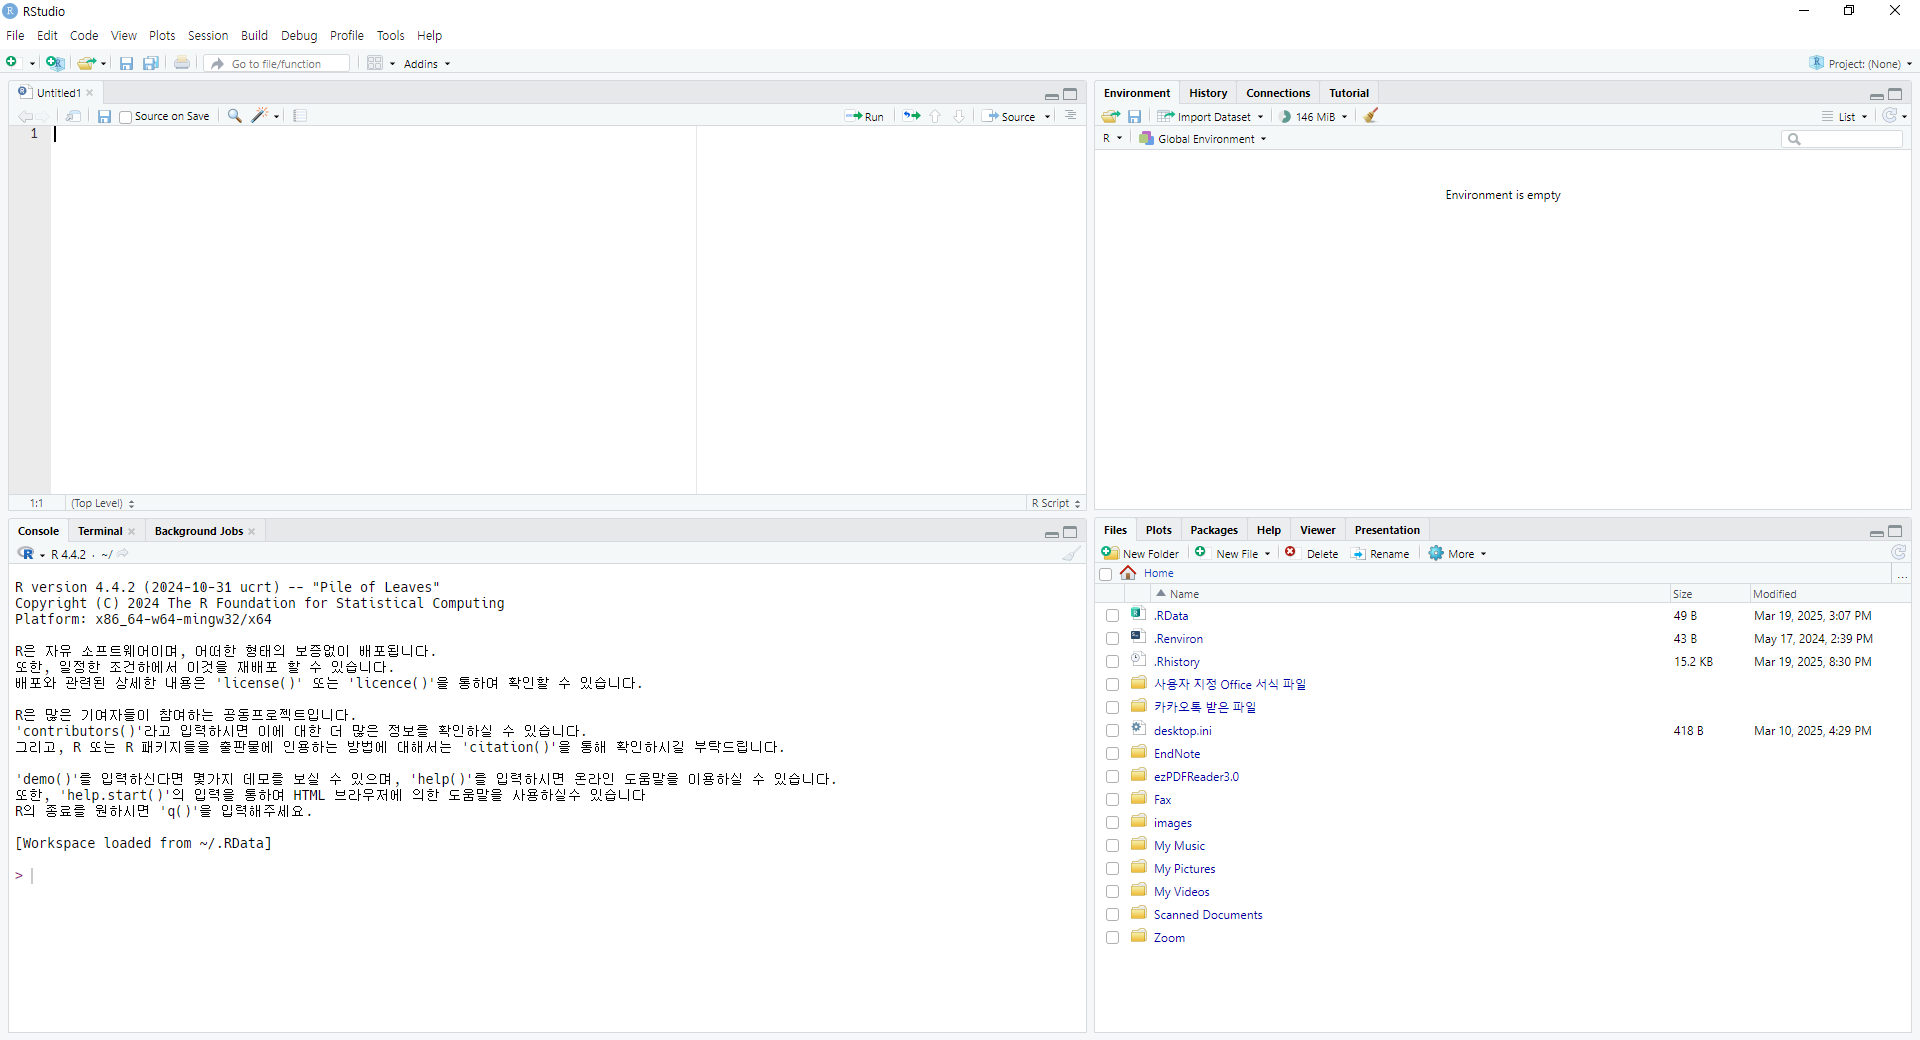 RStudio
File Edit Code View Plots Session Build Debug Profile Tools Help
Go to file/function Addins Project: (None)
Untitled1
Source on Save Run Source
1
1:1 (Top Level) R Script
Console Terminal Background Jobs
R 4.4.2 · ~/
R version 4.4.2 (2024-10-31 ucrt) -- "Pile of Leaves"
Copyright (C) 2024 The R Foundation for Statistical Computing
Platform: x86_64-w64-mingw32/x64
R은 자유 소프트웨어이며, 어떠한 형태의 보증없이 배포됩니다.
또한, 일정한 조건하에서 이것을 재배포 할 수 있습니다.
배포와 관련된 상세한 내용은 'license()' 또는 'licence()'을 통하여 확인할 수 있습니다.
R은 많은 기여자들이 참여하는 공동프로젝트입니다.
'contributors()'라고 입력하시면 이에 대한 더 많은 정보를 확인하실 수 있습니다.
그리고, R 또는 R 패키지들을 출판물에 인용하는 방법에 대해서는 'citation()'을 통해 확인하시길 부탁드립니다.
'demo()'를 입력하신다면 몇가지 데모를 보실 수 있으며, 'help()'를 입력하시면 온라인 도움말을 이용하실 수 있습니다.
또한, 'help.start()'의 입력을 통하여 HTML 브라우저에 의한 도움말을 사용하실수 있습니다
R의 종료를 원하시면 'q()'을 입력해주세요.
[Workspace loaded from ~/.RData]
>
Environment History Connections Tutorial
Import Dataset 146 MiB List
R Global Environment
Environment is empty
Files Plots Packages Help Viewer Presentation
New Folder New File Delete Rename More
Home ...
Name Size Modified
.RData 49 B Mar 19, 2025, 3:07 PM
.Renviron 43 B May 17, 2024, 2:39 PM
.Rhistory 15.2 KB Mar 19, 2025, 8:30 PM
사용자 지정 Office 서식 파일
카카오톡 받은 파일
desktop.ini 418 B Mar 10, 2025, 4:29 PM
EndNote
ezPDFReader3.0
Fax
images
My Music
My Pictures
My Videos
Scanned Documents
Zoom